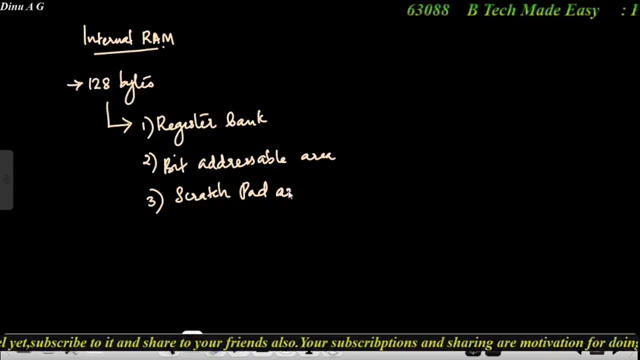 Dinu A G
63088 B Tech Made Easy : I
Internal RAM
→ 128 bytes
1) Register bank
2) Bit addressable area
3) Scratch Pad ar
el yet,subscribe to it and share to your friends also.Your subscribptions and sharing are motivation for doing